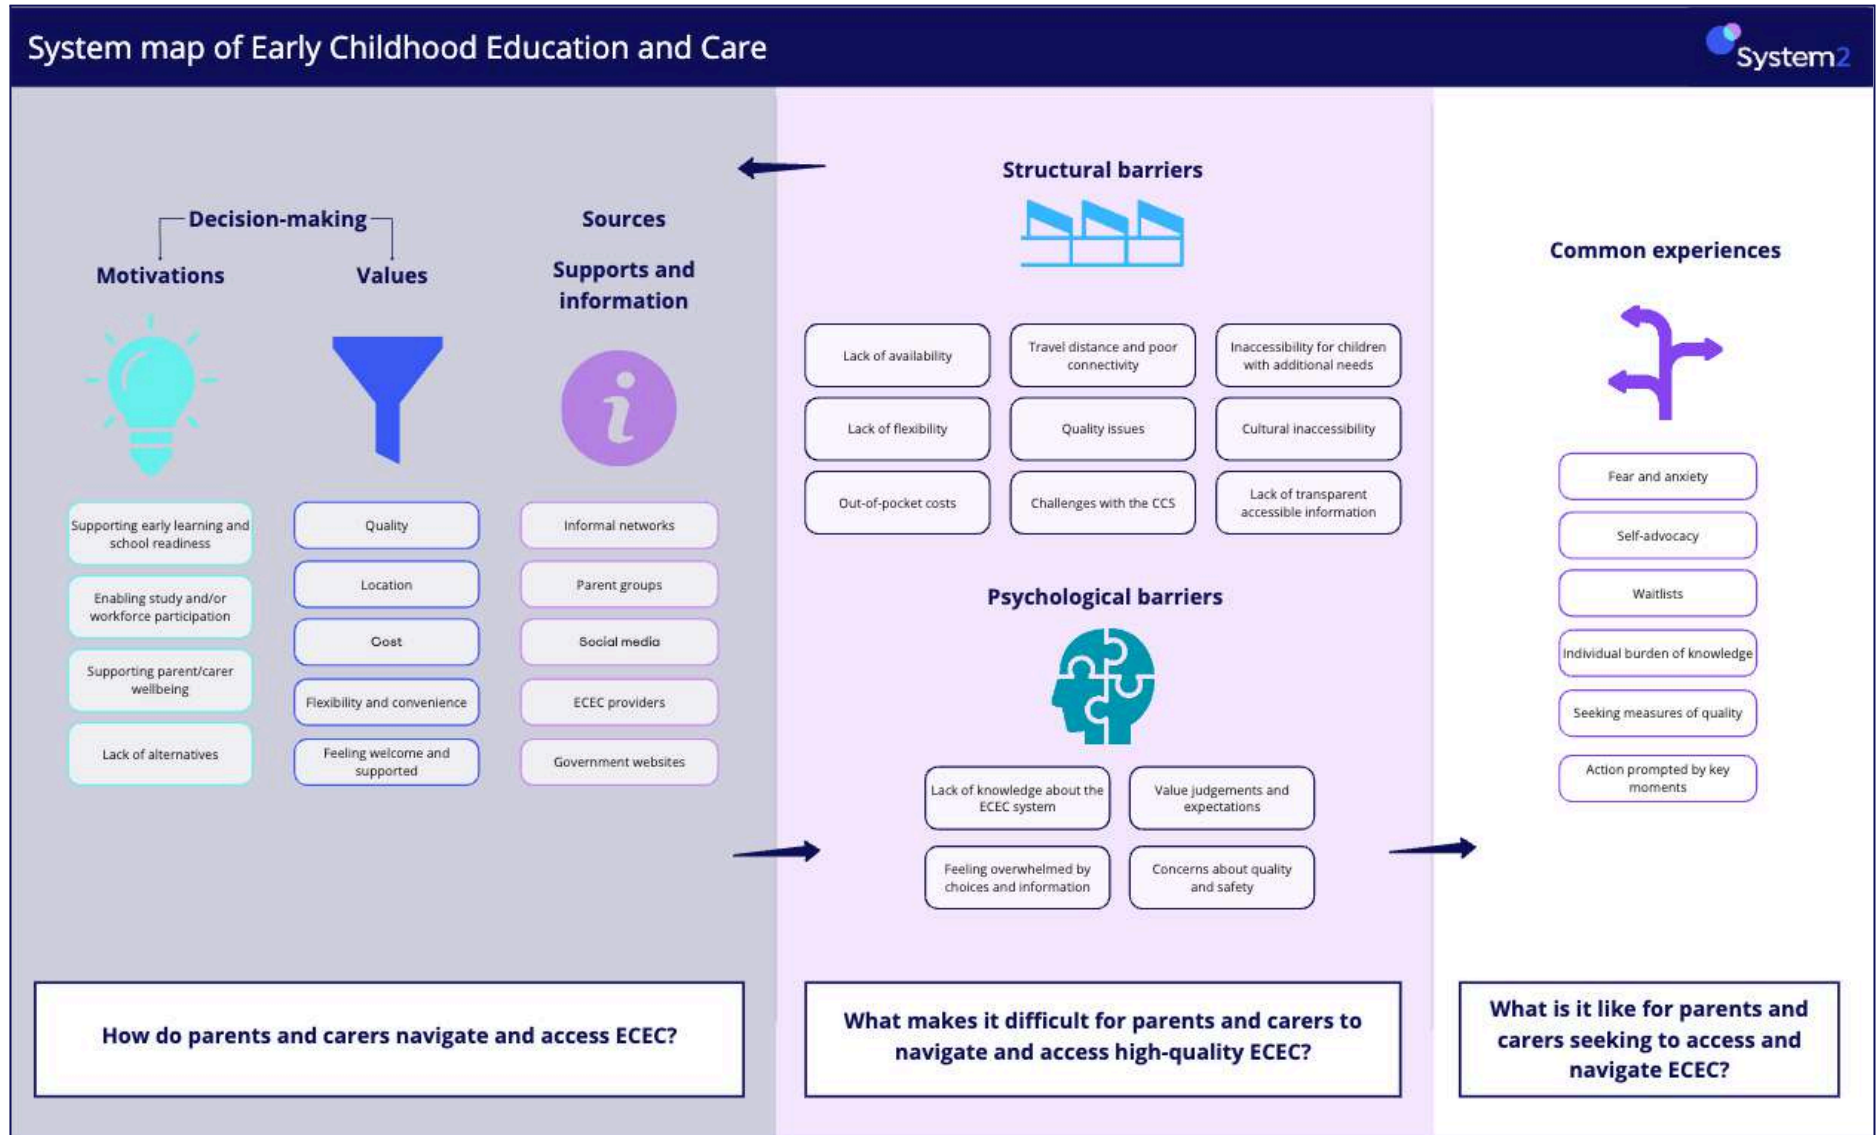 System map of Early Childhood Education and Care
System2
Decision-making
Motivations
Values
Supporting early learning and
school readiness
Enabling study and/or
workforce participation
Supporting parent/carer
wellbeing
Lack of alternatives
Quality
Location
Cost
Flexibility and convenience
Feeling welcome and
supported
Sources
Supports and
information
i
Informal networks
Parent groups
Social media
ECEC providers
Government websites
How do parents and carers navigate and access ECEC?
Structural barriers
Lack of availability
Travel distance and poor
connectivity
Inaccessibility for children
with additional needs
Lack of flexibility
Quality issues
Cultural inaccessibility
Out-of-pocket costs
Challenges with the CCS
Lack of transparent
accessible information
Psychological barriers
Lack of knowledge about the
ECEC system
Value judgements and
expectations
Feeling overwhelmed by
choices and information
Concerns about quality
and safety
What makes it difficult for parents and carers to
navigate and access high-quality ECEC?
Common experiences
Fear and anxiety
Self-advocacy
Waitlists
Individual burden of knowledge
Seeking measures of quality
Action prompted by key
moments
What is it like for parents and
carers seeking to access and
navigate ECEC?